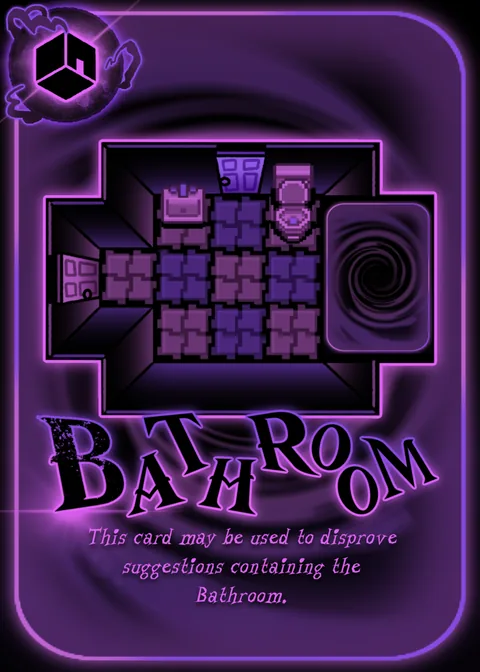 BATHROOM
This card may be used to disprove
suggestions containing the
Bathroom.